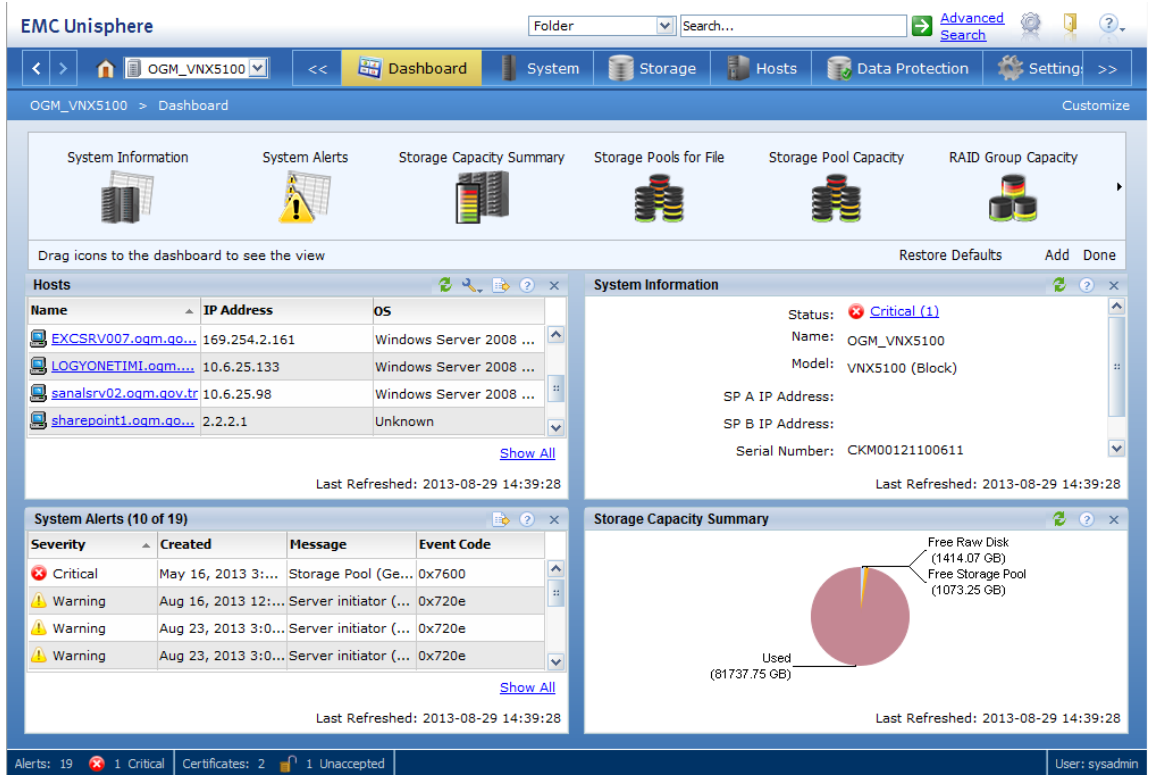 EMC Unisphere
Folder
Search...
Advanced Search
OGM_VNX5100
<<
Dashboard
System
Storage
Hosts
Data Protection
Setting
>>
OGM_VNX5100 > Dashboard
Customize
System Information
System Alerts
Storage Capacity Summary
Storage Pools for File
Storage Pool Capacity
RAID Group Capacity
Drag icons to the dashboard to see the view
Restore Defaults
Add
Done
Hosts
Name IP Address OS
EXCSRV007.ogm.go... 169.254.2.161 Windows Server 2008 ...
LOGYONETIMI.ogm.... 10.6.25.133 Windows Server 2008 ...
sanalsrv02.ogm.gov.tr 10.6.25.98 Windows Server 2008 ...
sharepoint1.ogm.go... 2.2.2.1 Unknown
Show All
Last Refreshed: 2013-08-29 14:39:28
System Information
Status: Critical (1)
Name: OGM_VNX5100
Model: VNX5100 (Block)
SP A IP Address:
SP B IP Address:
Serial Number: CKM00121100611
Last Refreshed: 2013-08-29 14:39:28
System Alerts (10 of 19)
Severity Created Message Event Code
Critical May 16, 2013 3:... Storage Pool (Ge... 0x7600
Warning Aug 16, 2013 12:... Server initiator (... 0x720e
Warning Aug 23, 2013 3:0... Server initiator (... 0x720e
Warning Aug 23, 2013 3:0... Server initiator (... 0x720e
Show All
Last Refreshed: 2013-08-29 14:39:28
Storage Capacity Summary
Free Raw Disk
(1414.07 GB)
Free Storage Pool
(1073.25 GB)
Used
(81737.75 GB)
Last Refreshed: 2013-08-29 14:39:28
Alerts: 19 1 Critical Certificates: 2 1 Unaccepted User: sysadmin